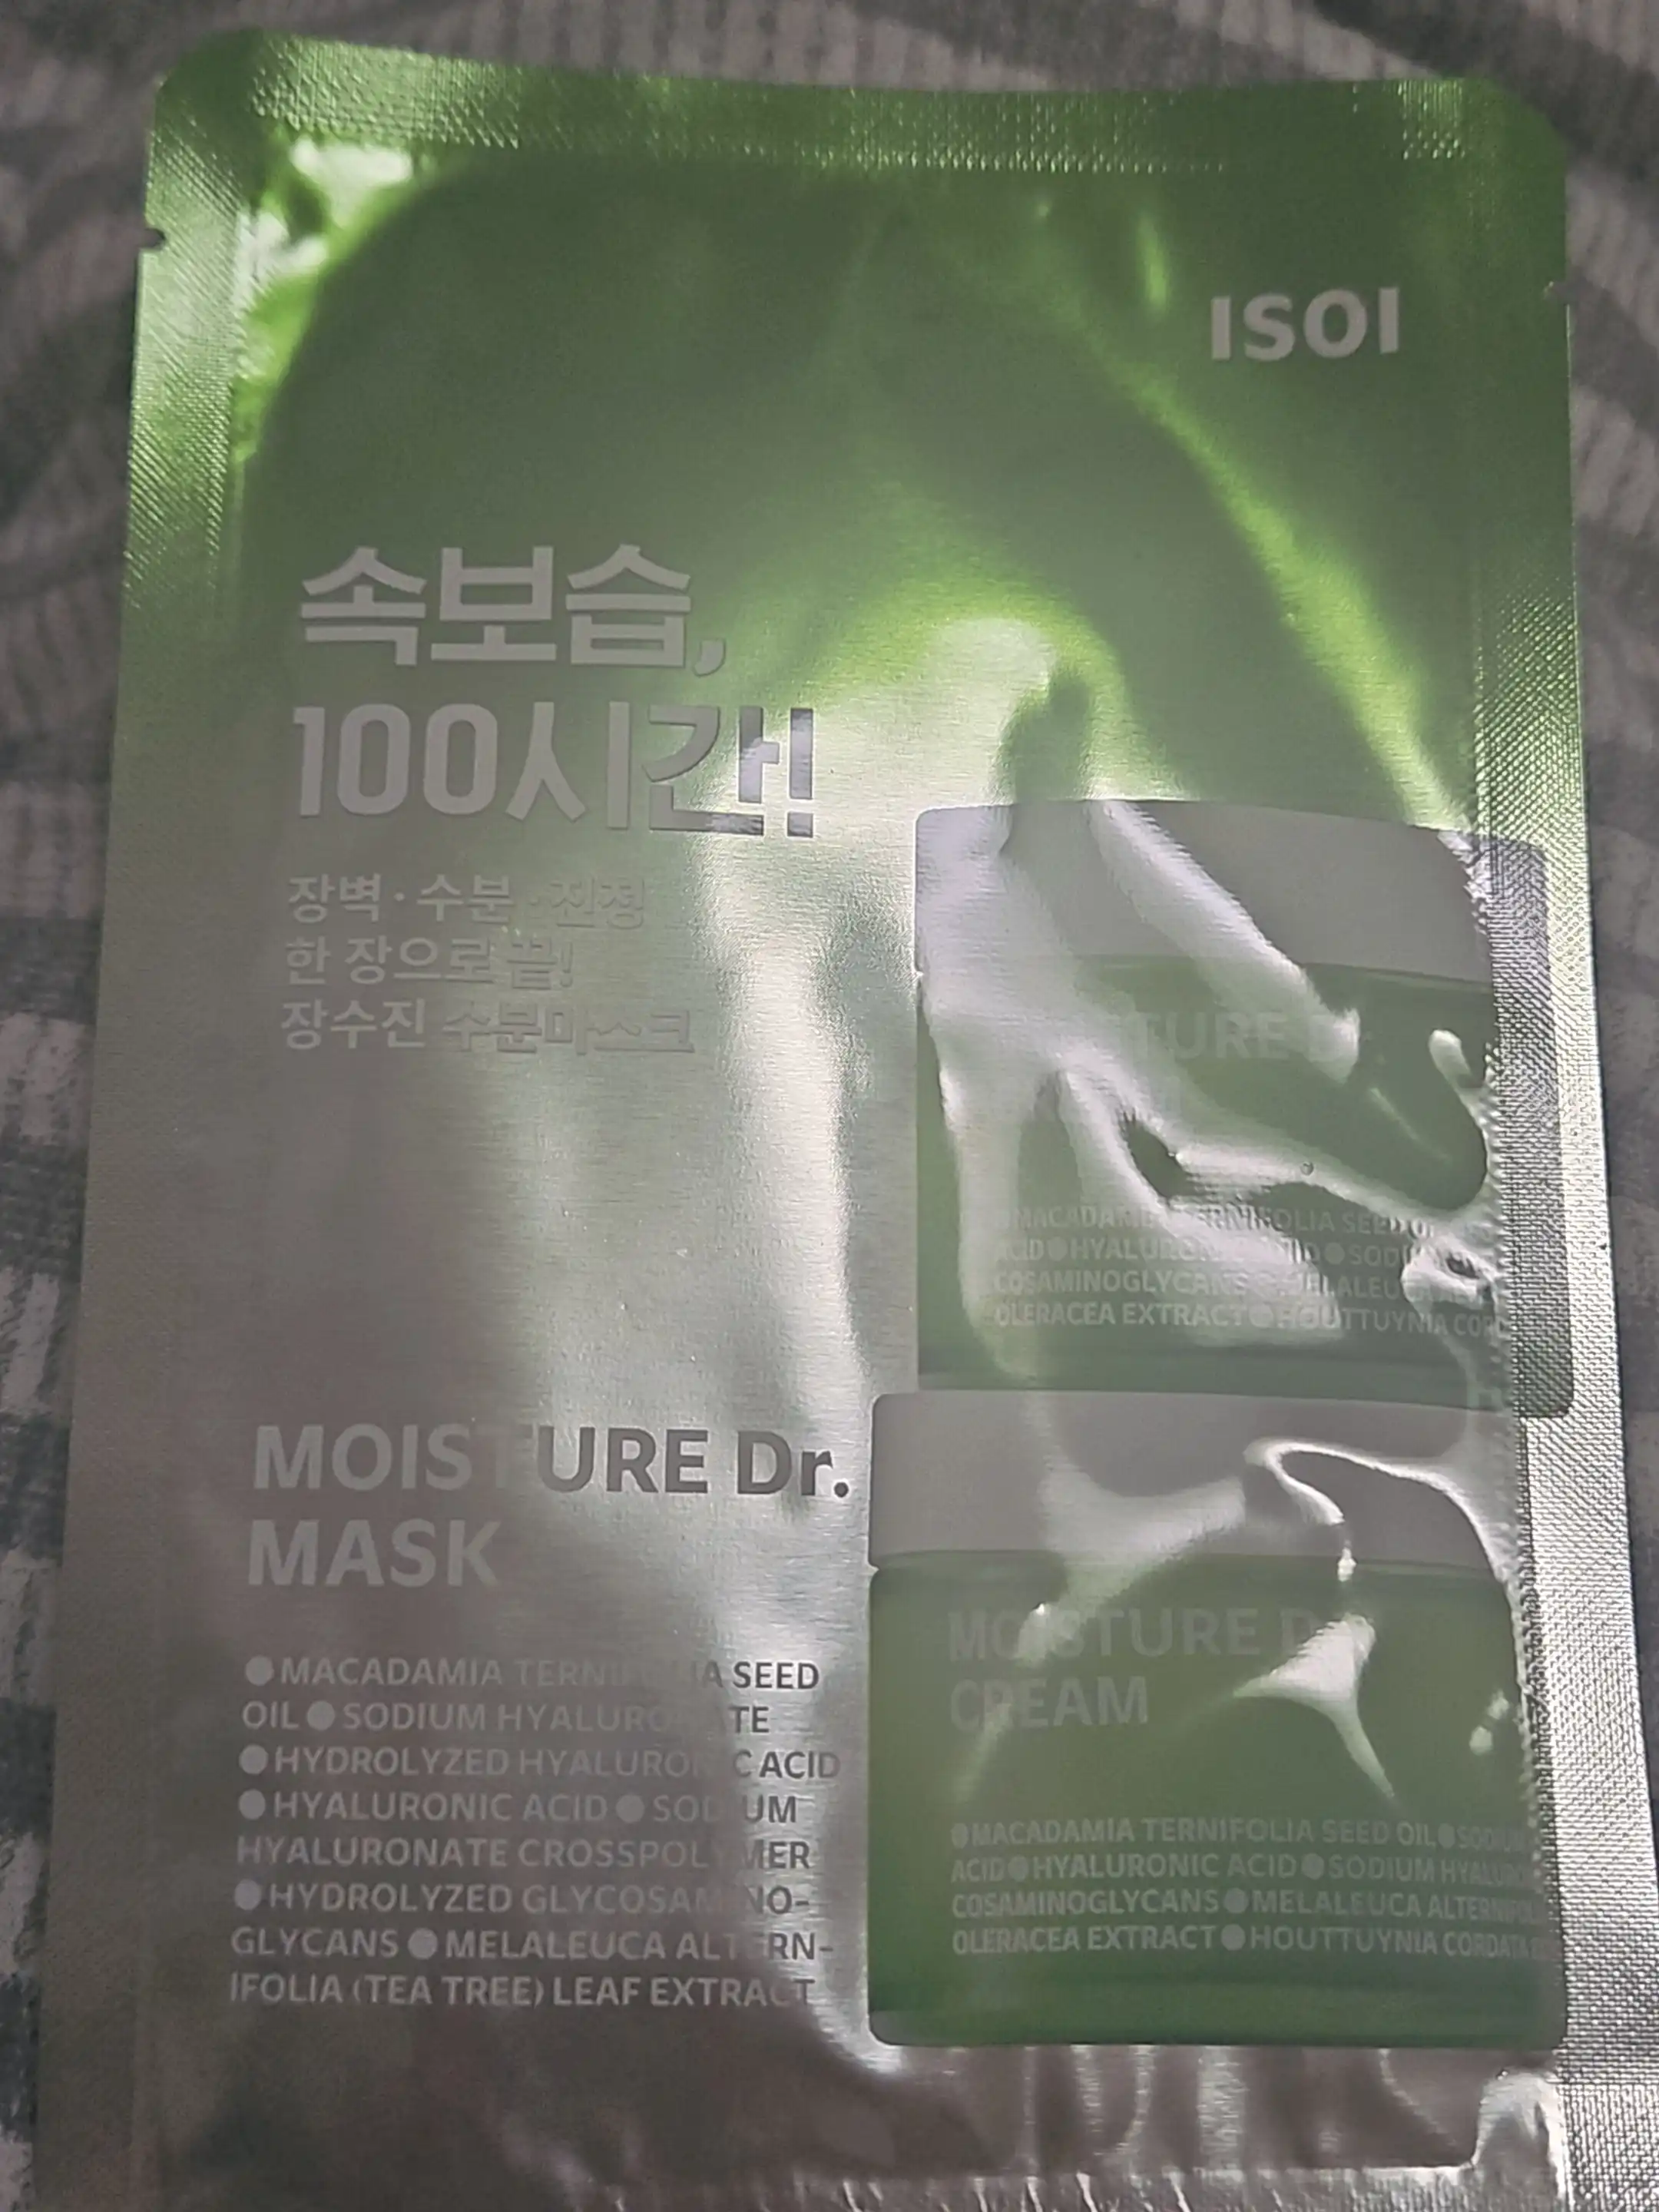 ISOI
속보습,
100시간!
장벽·수분·진정
한 장으로 끝!
장수진 수분마스크
MOISTURE Dr.
MASK
●MACADAMIA TERNIFOLIA SEED
OIL●SODIUM HYALURONATE
●HYDROLYZED HYALURONIC ACID
●HYALURONIC ACID●SODIUM
HYALURONATE CROSSPOLYMER
●HYDROLYZED GLYCOSAMINO-
GLYCANS●MELALEUCA ALTERN-
IFOLIA (TEA TREE) LEAF EXTRACT
TURE
MACADAMIA TERNIFOLIA SEED
ACID●HYALURONIC ACID●
COSAMINOGLYCANS
OLERACEA EXTRACT●HOUTTUYNIA
MOISTURE
CREAM
●MACADAMIA TERNIFOLIA SEED OIL●
ACID●HYALURONIC ACID●SODIUM
COSAMINOGLYCANS●MELALEUCA
OLERACEA EXTRACT●HOUTTUYNIA CORDATA